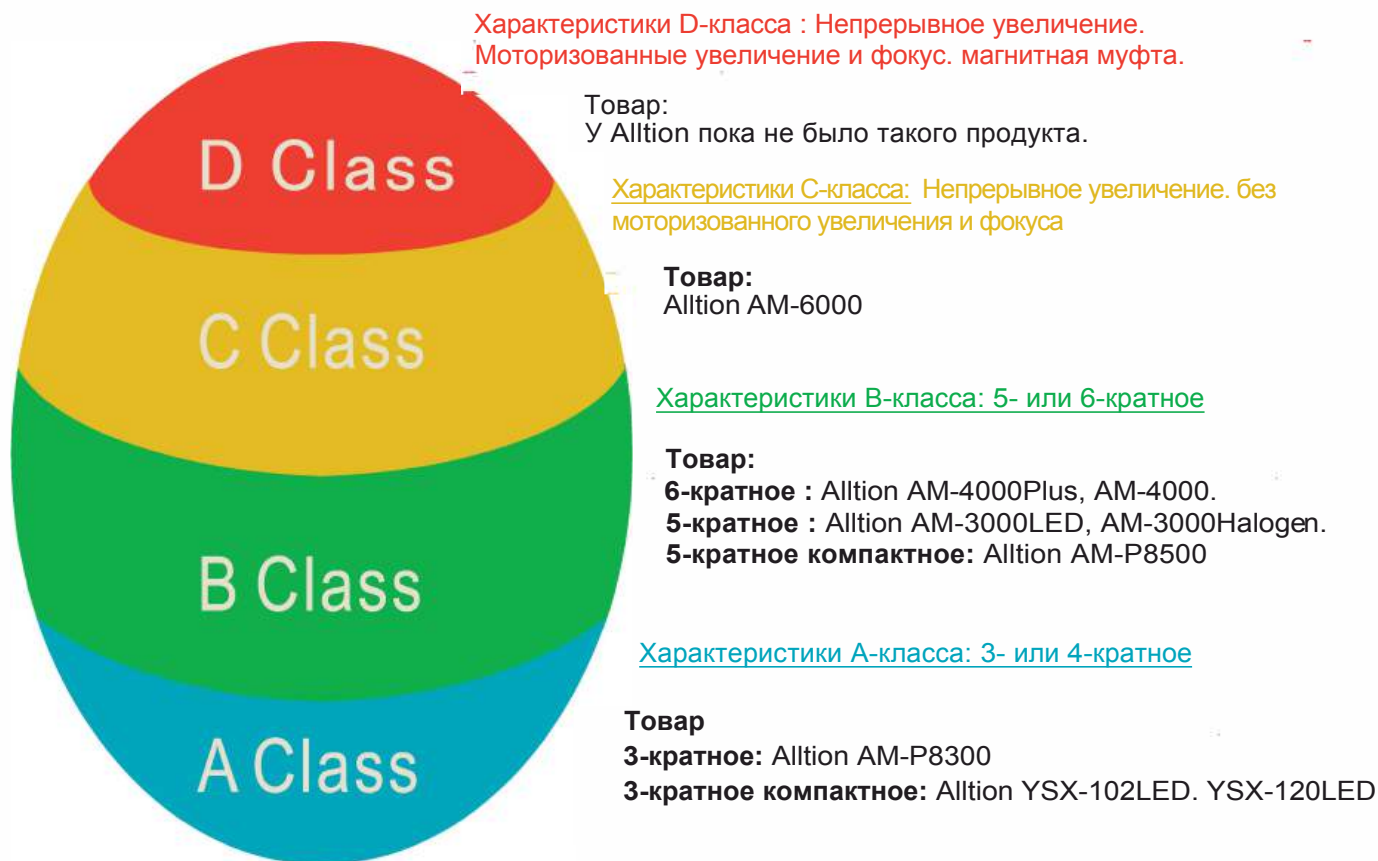 Характеристики D-класса : Непрерывное увеличение.
Моторизованные увеличение и фокус. магнитная муфта.
Товар:
У Alltion пока не было такого продукта.
D Class
Характеристики C-класса: Непрерывное увеличение. без
моторизованного увеличения и фокуса
Товар:
Alltion AM-6000
C Class
Характеристики B-класса: 5- или 6-кратное
Товар:
6-кратное : Alltion AM-4000Plus, AM-4000.
5-кратное : Alltion AM-3000LED, AM-3000Halogen.
5-кратное компактное: Alltion AM-P8500
B Class
Характеристики A-класса: 3- или 4-кратное
Товар
3-кратное: Alltion AM-P8300
3-кратное компактное: Alltion YSX-102LED. YSX-120LED
A Class